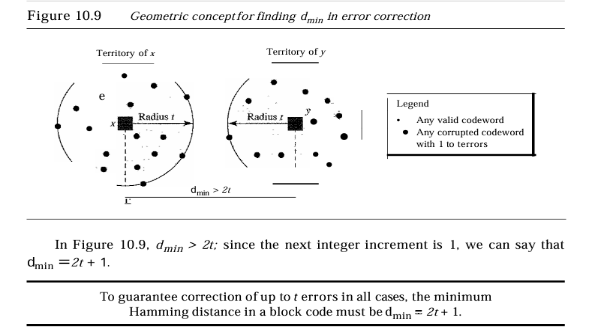 Figure 10.9 Geometric concept for finding dmin in error correction
Territory of x
Territory of y
e
x
Radius t
Radius t
y
Legend
• Any valid codeword
● Any corrupted codeword
with 1 to terrors
dmin > 2t
In Figure 10.9, dmin > 2t; since the next integer increment is 1, we can say that
dmin = 2t + 1.
To guarantee correction of up to t errors in all cases, the minimum
Hamming distance in a block code must be dmin = 2t + 1.